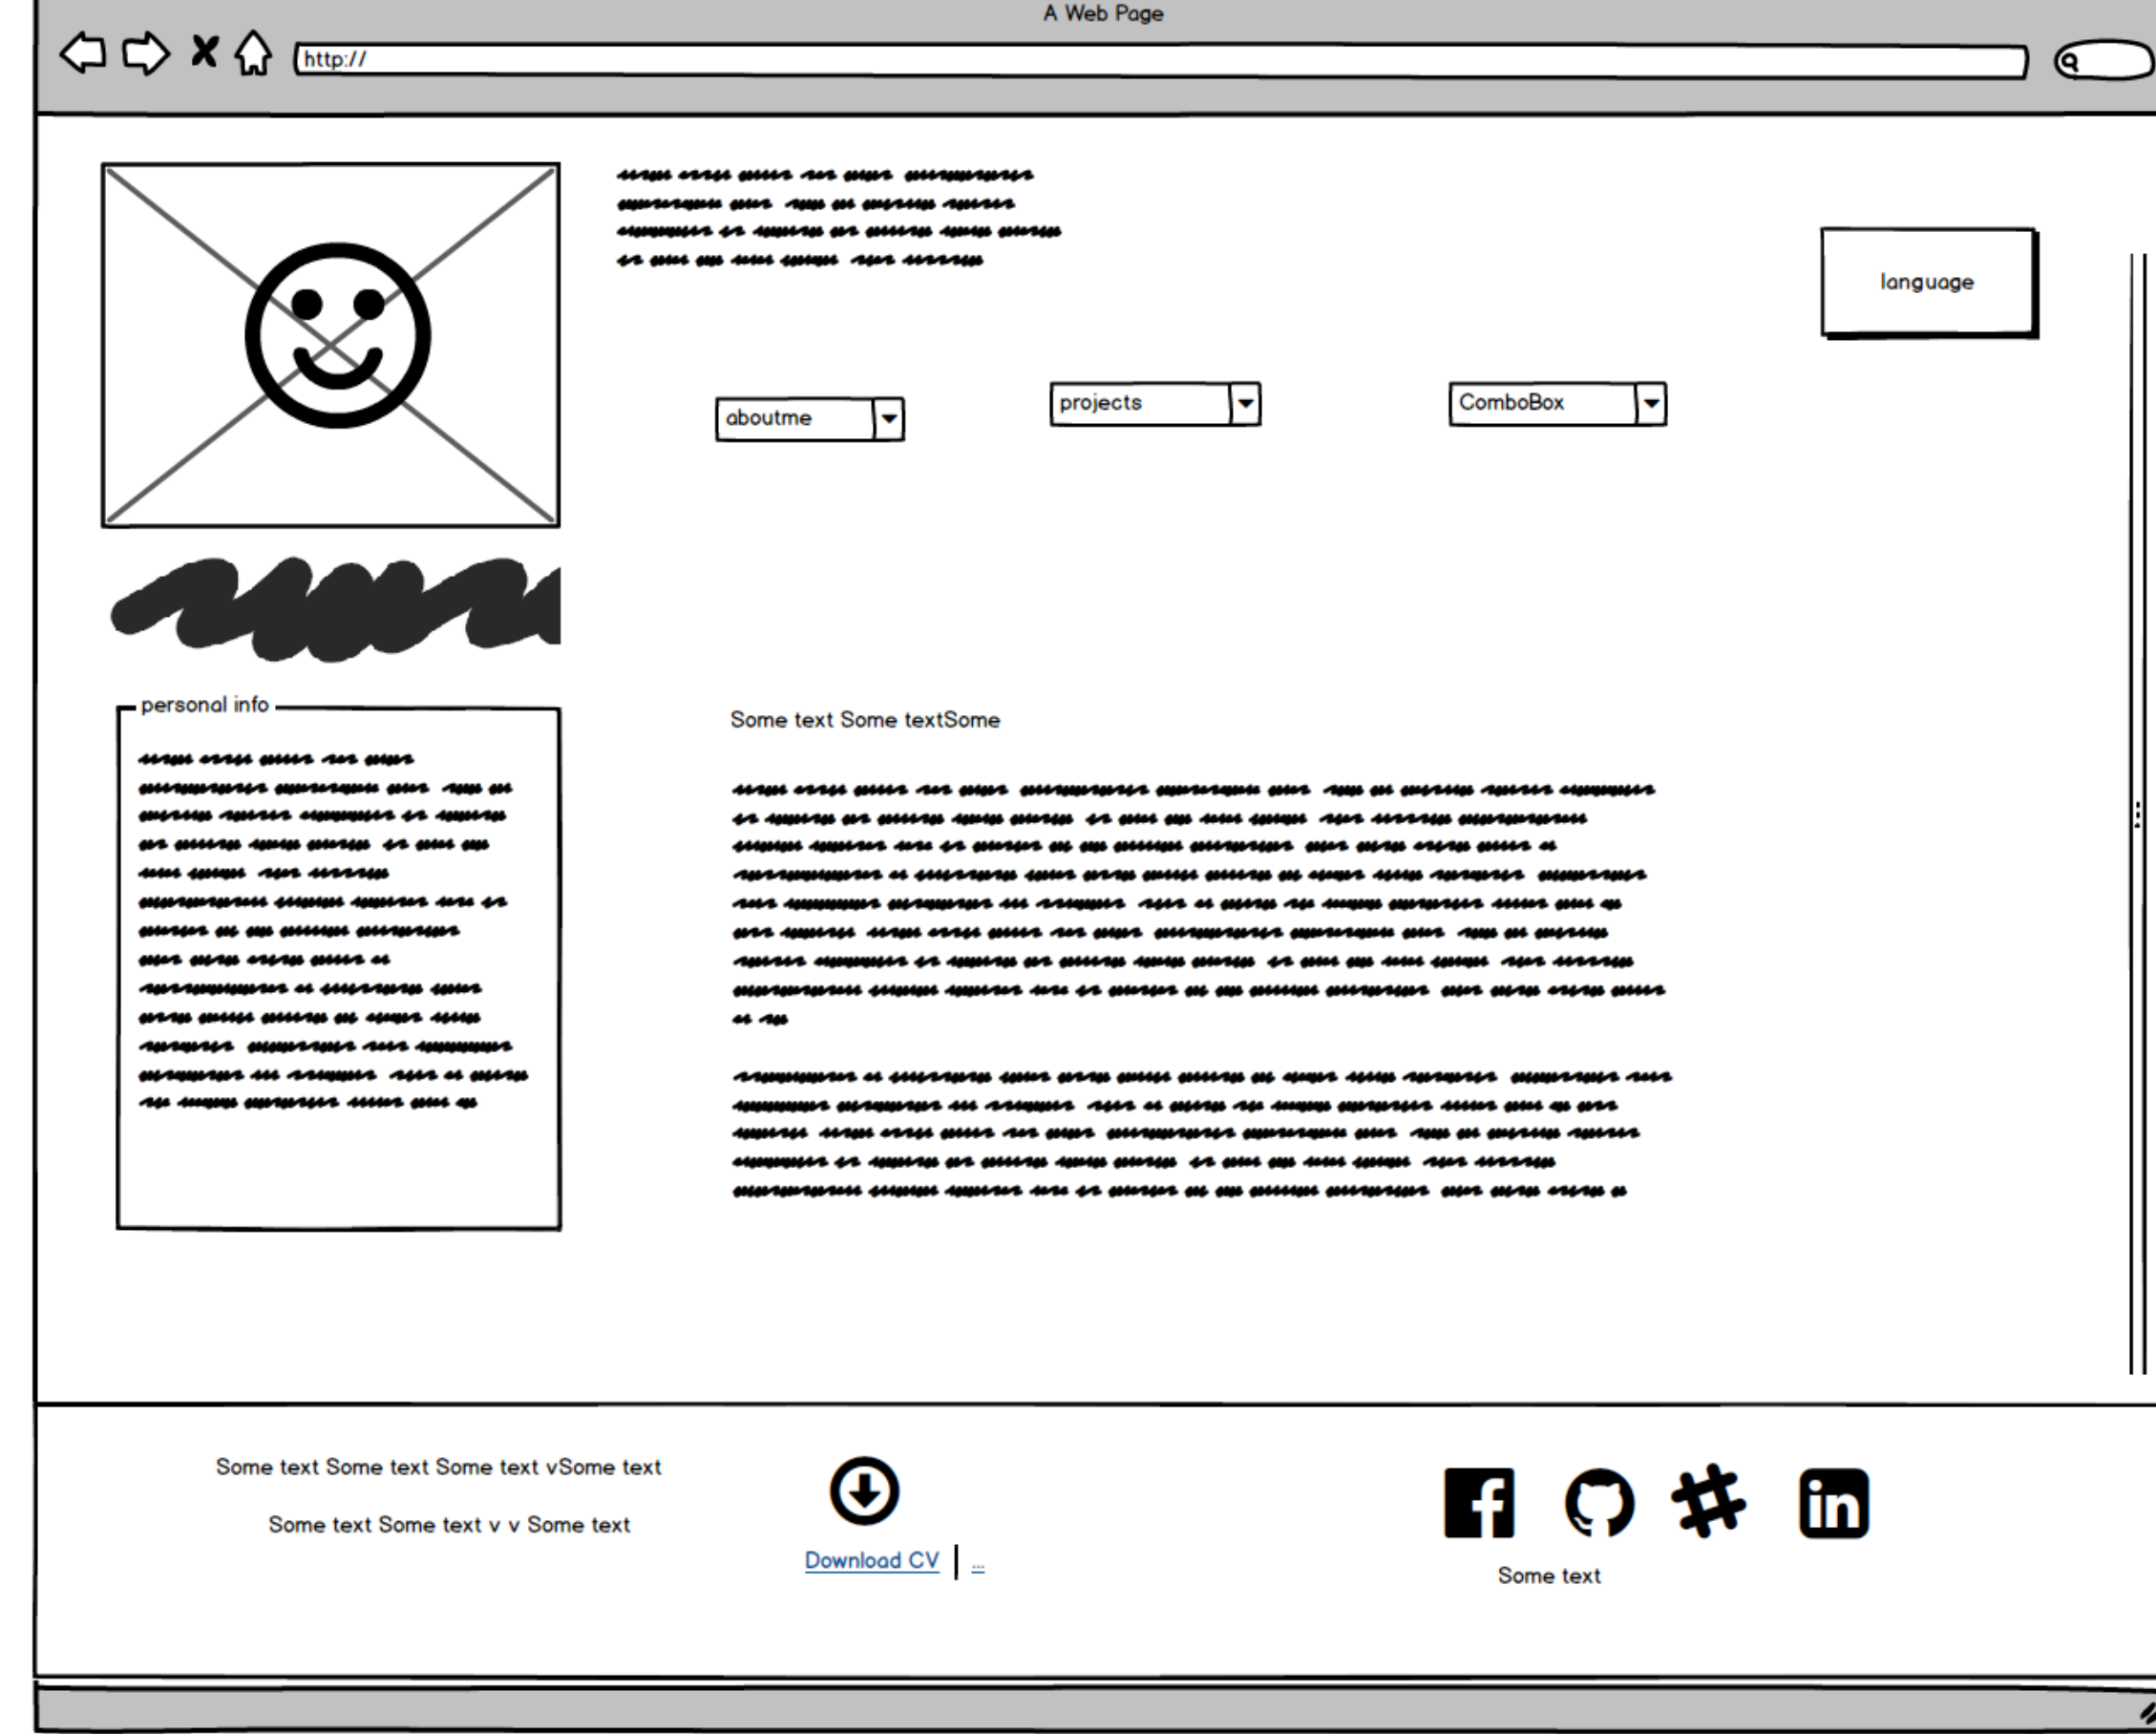 A Web Page
http://
language
aboutme
projects
ComboBox
personal info
Some text Some textSome
Some text Some text Some text vSome text
Some text Some text v v Some text
Download CV | ...
Some text